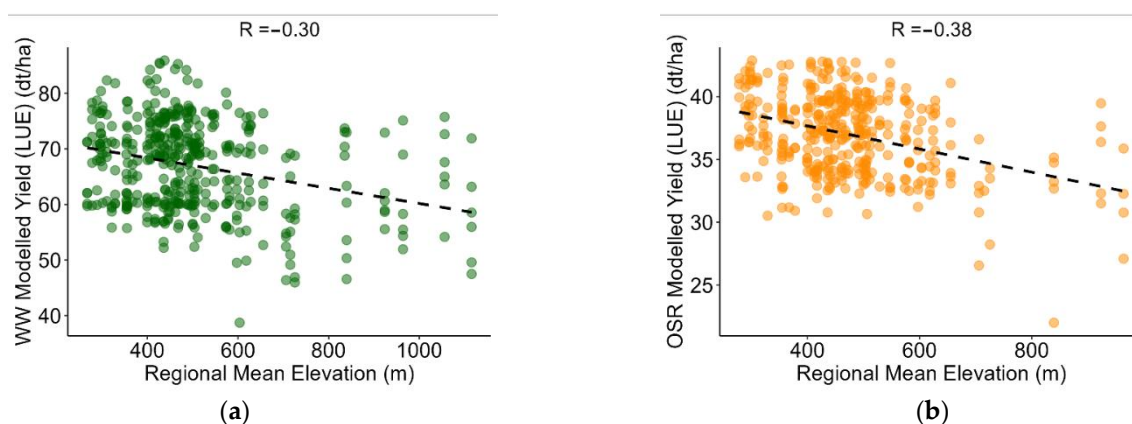 R =−0.30
WW Modelled Yield (LUE) (dt/ha)
80
70
60
50
40
400 600 800 1000
Regional Mean Elevation (m)
(a)
R =−0.38
OSR Modelled Yield (LUE) (dt/ha)
40
35
30
25
400 600 800
Regional Mean Elevation (m)
(b)